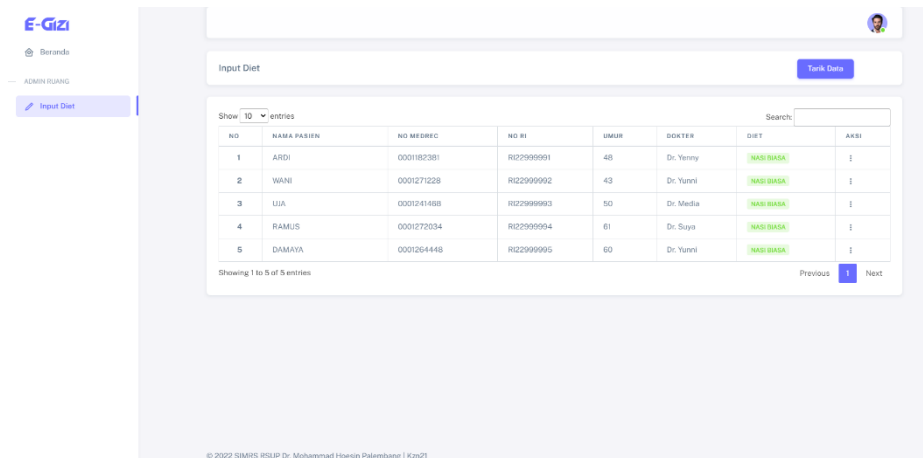 E-Gizi
Beranda
ADMIN RUANG
Input Diet
Input Diet
Tarik Data
Show 10 entries
Search:
NO NAMA PASIEN NO MEDREC NO RI UMUR DOKTER DIET AKSI
1 ARDI 0001182381 RI22999991 48 Dr. Yenny NASI BIASA
2 WANI 0001271228 RI22999992 43 Dr. Yunni NASI BIASA
3 UJA 0001241468 RI22999993 50 Dr. Media NASI BIASA
4 RAMUS 0001272034 RI22999994 61 Dr. Suya NASI BIASA
5 DAMAYA 0001264448 RI22999995 60 Dr. Yunni NASI BIASA
Showing 1 to 5 of 5 entries
Previous 1 Next
© 2022 SIMRS RSUP Dr. Mohammad Hoesin Palembang | Kzn21